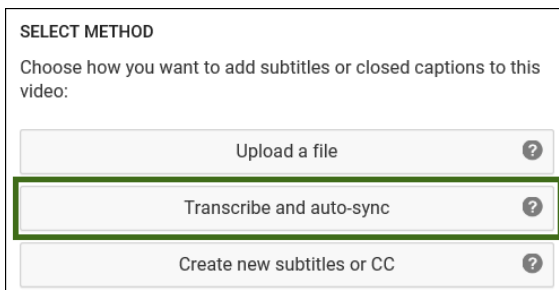 SELECT METHOD
Choose how you want to add subtitles or closed captions to this
video:
Upload a file ?
Transcribe and auto-sync ?
Create new subtitles or CC ?